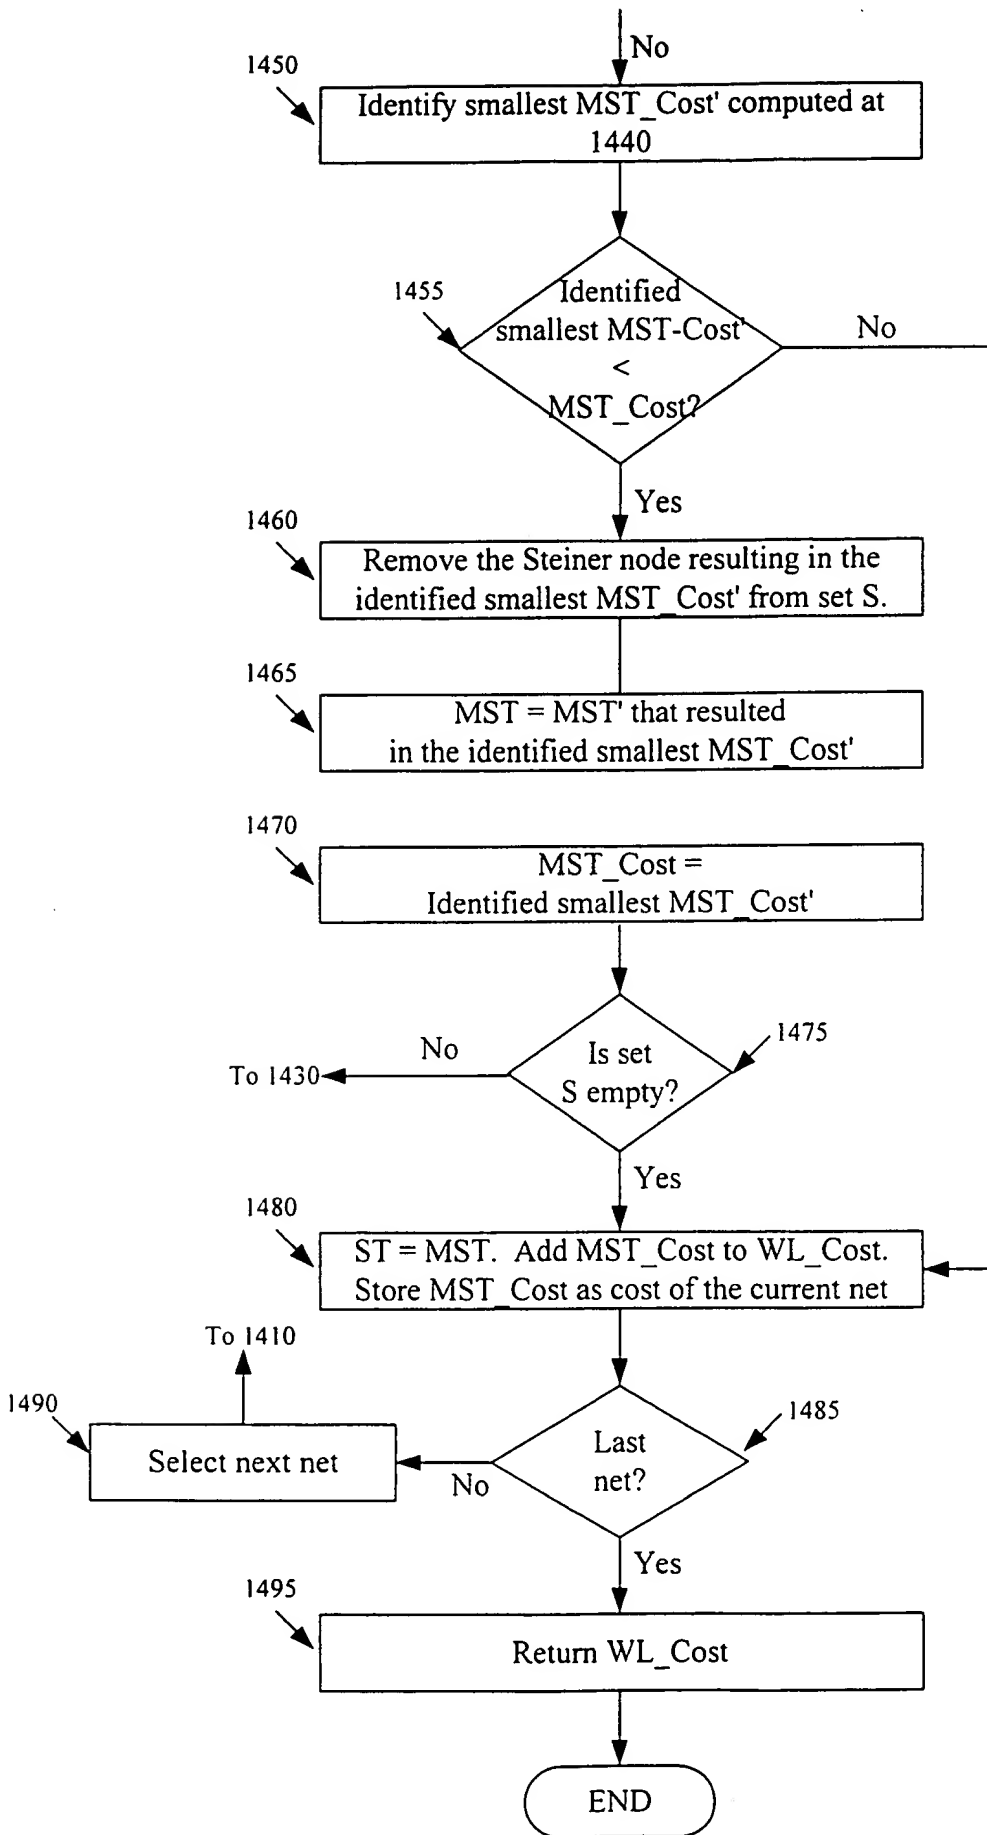 No
1450
Identify smallest MST_Cost' computed at
1440
1455
Identified
smallest MST-Cost'
<
MST_Cost?
No
Yes
1460
Remove the Steiner node resulting in the
identified smallest MST_Cost' from set S.
1465
MST = MST' that resulted
in the identified smallest MST_Cost'
1470
MST_Cost =
Identified smallest MST_Cost'
1475
No
Is set
S empty?
To 1430
Yes
1480
ST = MST. Add MST_Cost to WL_Cost.
Store MST_Cost as cost of the current net
To 1410
1490
Select next net
1485
Last
net?
No
Yes
1495
Return WL_Cost
END